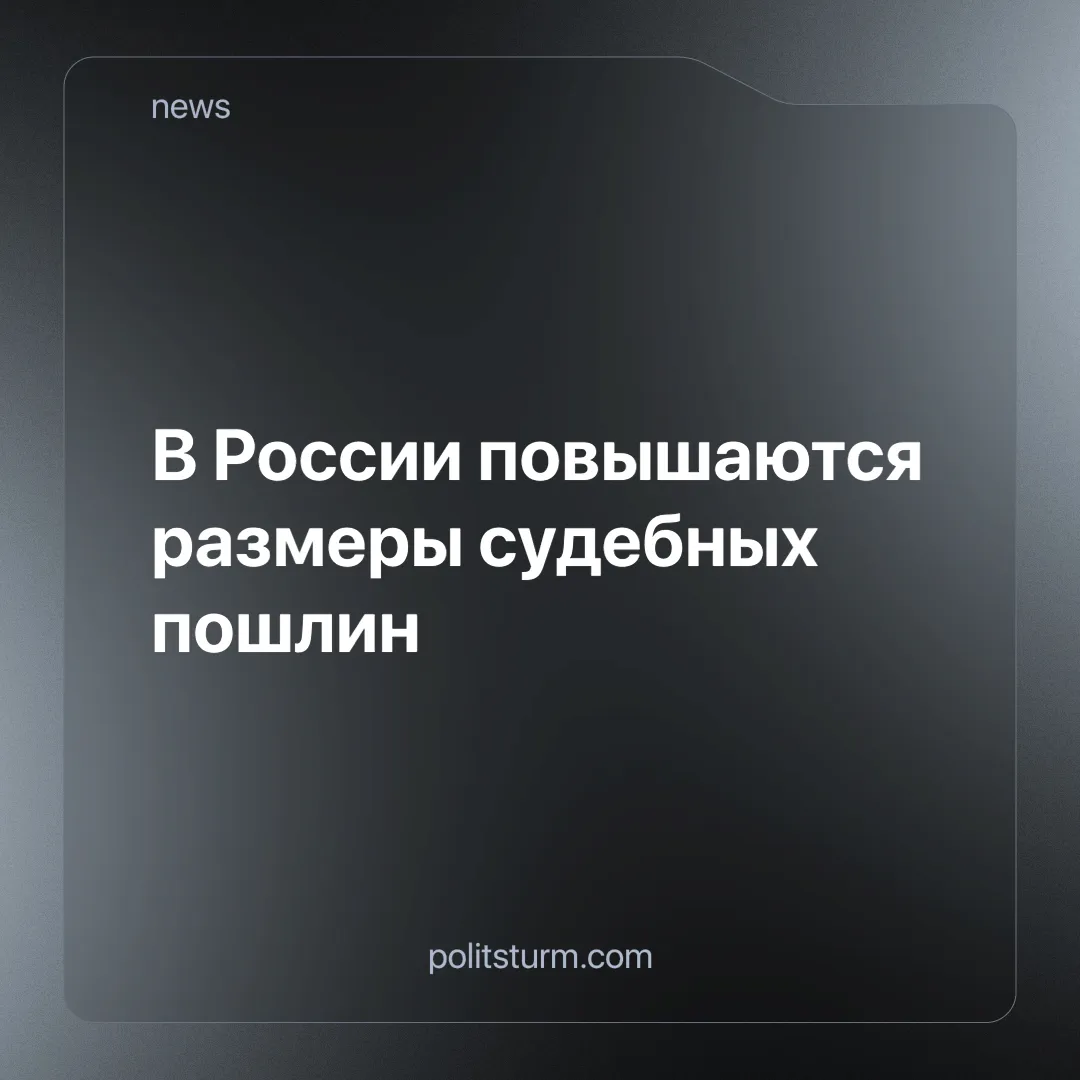 news
В России повышаются
размеры судебных
пошлин
politsturm.com